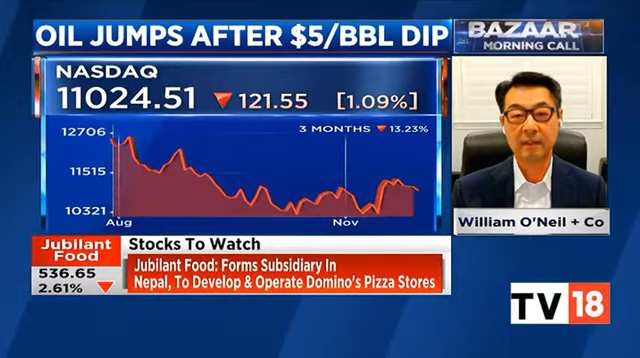 OIL JUMPS AFTER $5/BBL DIP
BAZAAR
MORNING CALL
NASDAQ
11024.51 ▼ 121.55 [1.09%]
3 MONTHS ▼ 13.23%
12706
11515
10321
Aug
Nov
William O'Neil + Co
Jubilant
Food
536.65
2.61% ▼
Stocks To Watch
Jubilant Food: Forms Subsidiary In
Nepal, To Develop & Operate Domino's Pizza Stores
TV 18